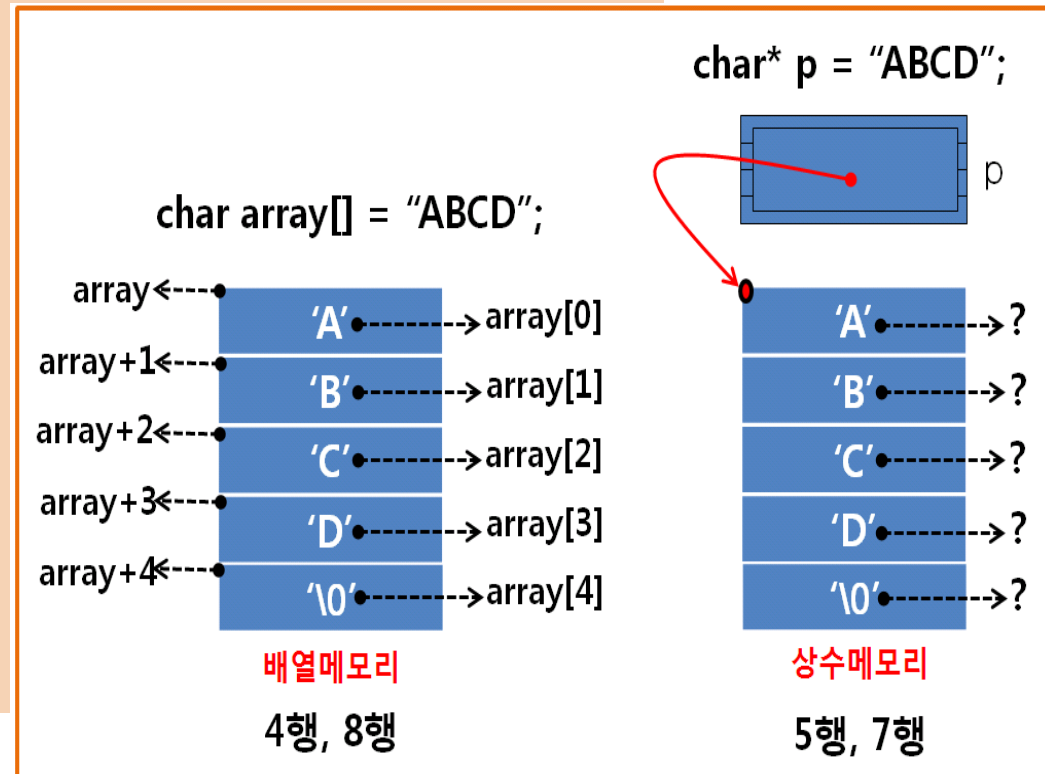 char* p = “ABCD”;
p
char array[] = “ABCD”;
array
‘A’
array[0]
array+1
‘B’
array[1]
array+2
‘C’
array[2]
array+3
‘D’
array[3]
array+4
‘\0’
array[4]
배열메모리
4행, 8행
‘A’
?
‘B’
?
‘C’
?
‘D’
?
‘\0’
?
상수메모리
5행, 7행